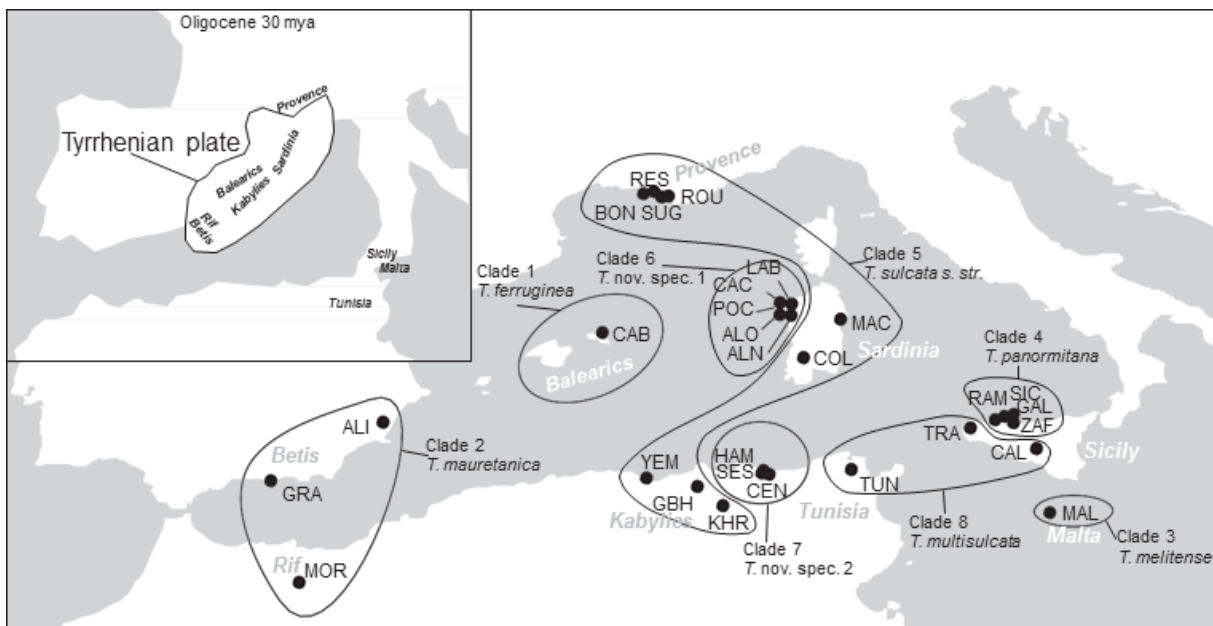 Oligocene 30 mya
Provence
Tyrrhenian plate
Sardinia
Balearics
Kabylies
Rif
Betis
Sicily
Malta
Tunisia
Provence
RES
ROU
BON SUG
Clade 5
T. sulcata s. str.
Clade 6
T. nov. spec. 1
LAB
CAC
POC
ALO
ALN
MAC
COL
Sardinia
Clade 1
T. ferruginea
CAB
Balearics
Clade 4
T. panormitana
RAM
SIC
GAL
ZAF
TRA
CAL
Sicily
ALI
Betis
GRA
Clade 2
T. mauretanica
Rif
MOR
YEM
GBH
KHR
Kabylies
HAM
SES
CEN
Clade 7
T. nov. spec. 2
TUN
Tunisia
Clade 8
T. multisulcata
MAL
Malta
Clade 3
T. melitense